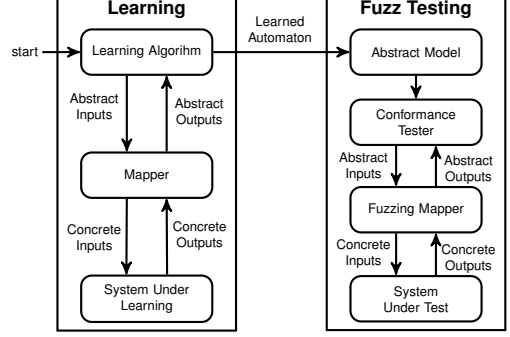 Learning
start
Learning Algorihm
Abstract
Inputs
Abstract
Outputs
Mapper
Concrete
Inputs
Concrete
Outputs
System Under
Learning
Learned
Automaton
Fuzz Testing
Abstract Model
Conformance
Tester
Abstract
Inputs
Abstract
Outputs
Fuzzing Mapper
Concrete
Inputs
Concrete
Outputs
System
Under Test